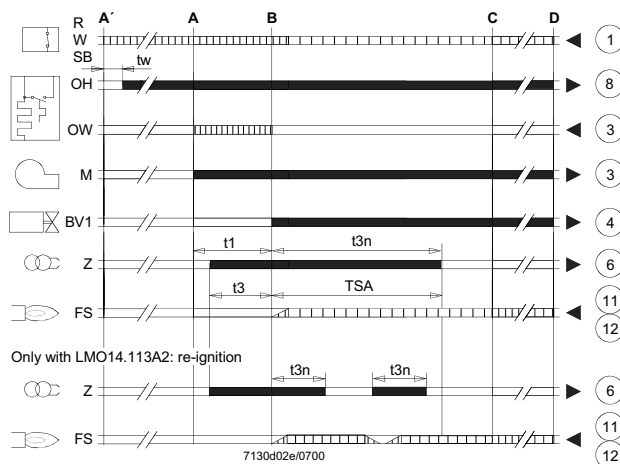 A´ A B C D
R
W 1
SB tw
OH 8
OW 3
M 3
BV1 4
t1 t3n
Z 6
t3 TSA
11
FS
12
Only with LMO14.113A2: re-ignition
t3n t3n
Z 6
11
FS
7130d02e/0700 12